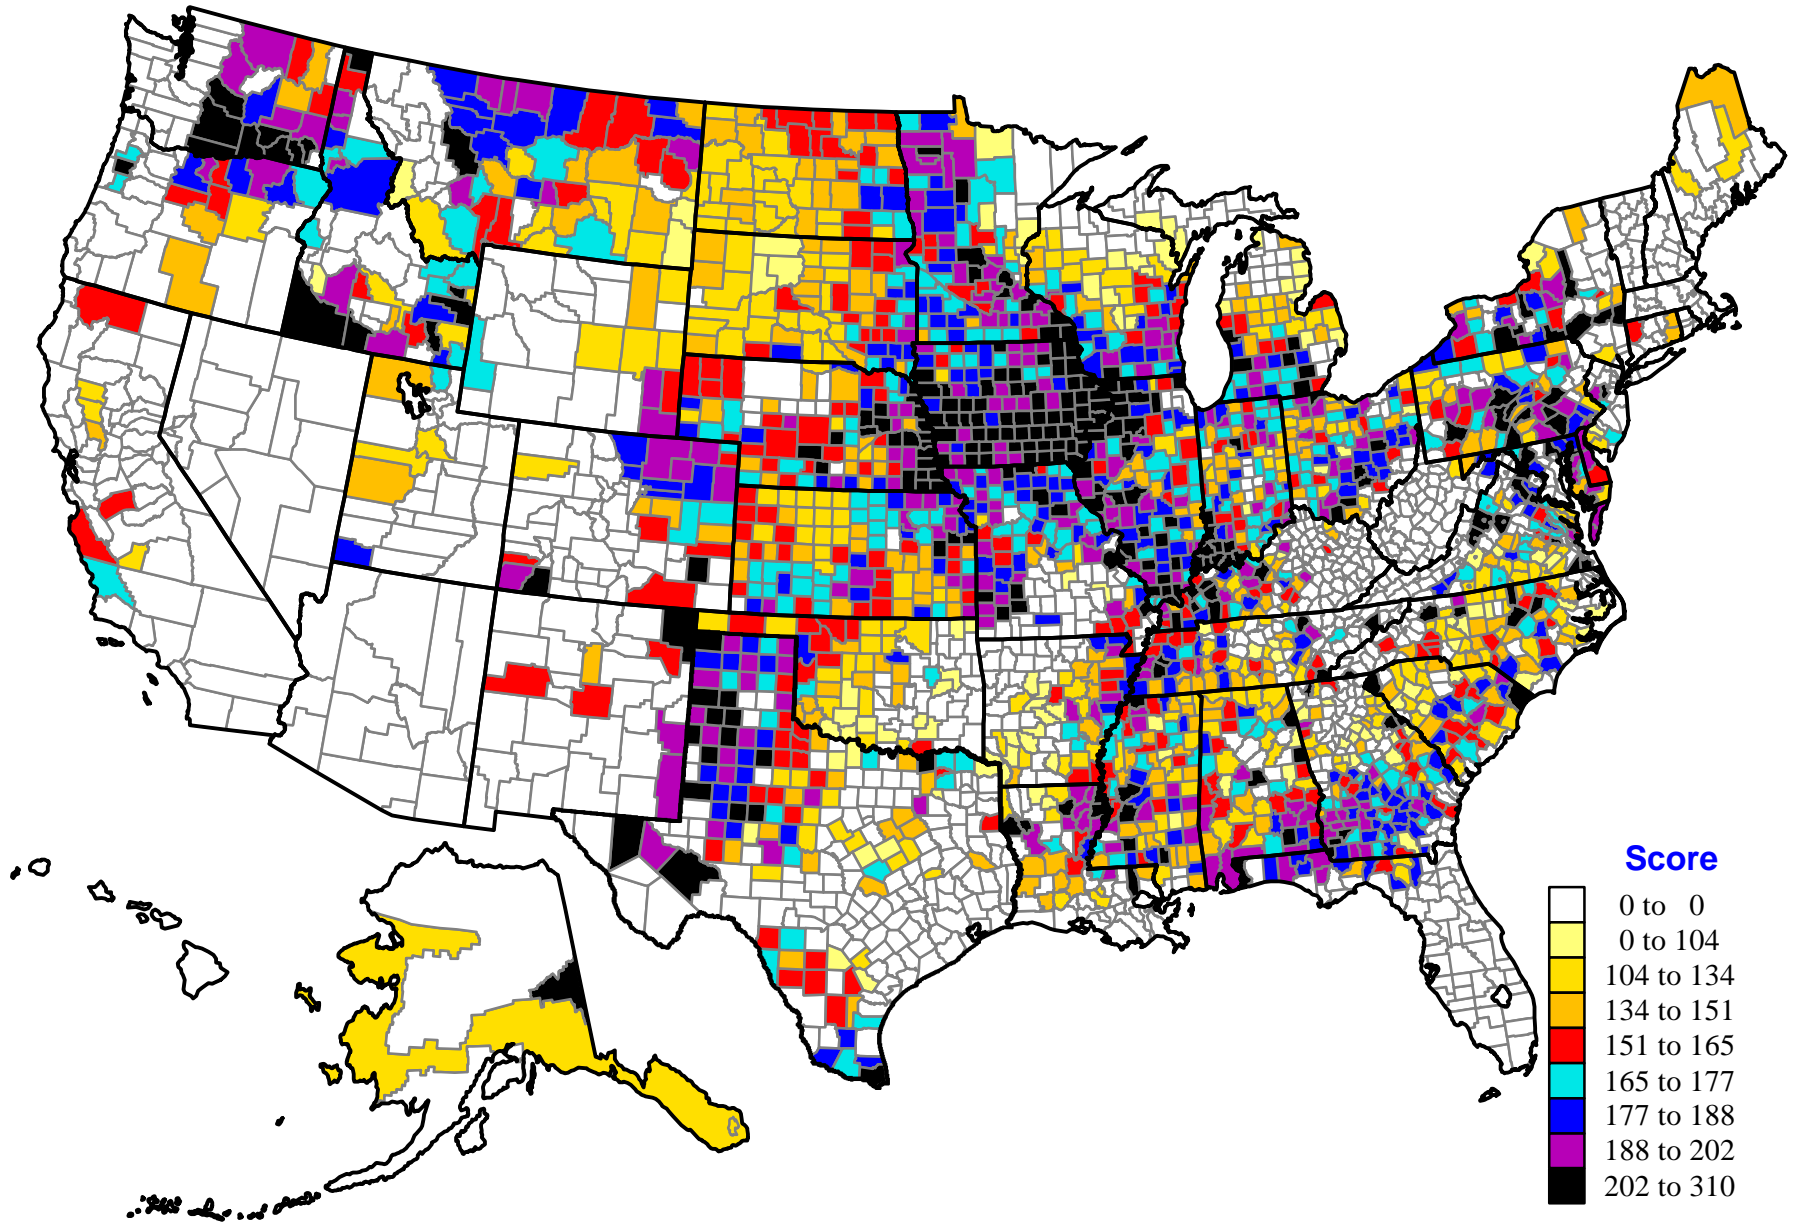 Score
0 to 0
0 to 104
104 to 134
134 to 151
151 to 165
165 to 177
177 to 188
188 to 202
202 to 310